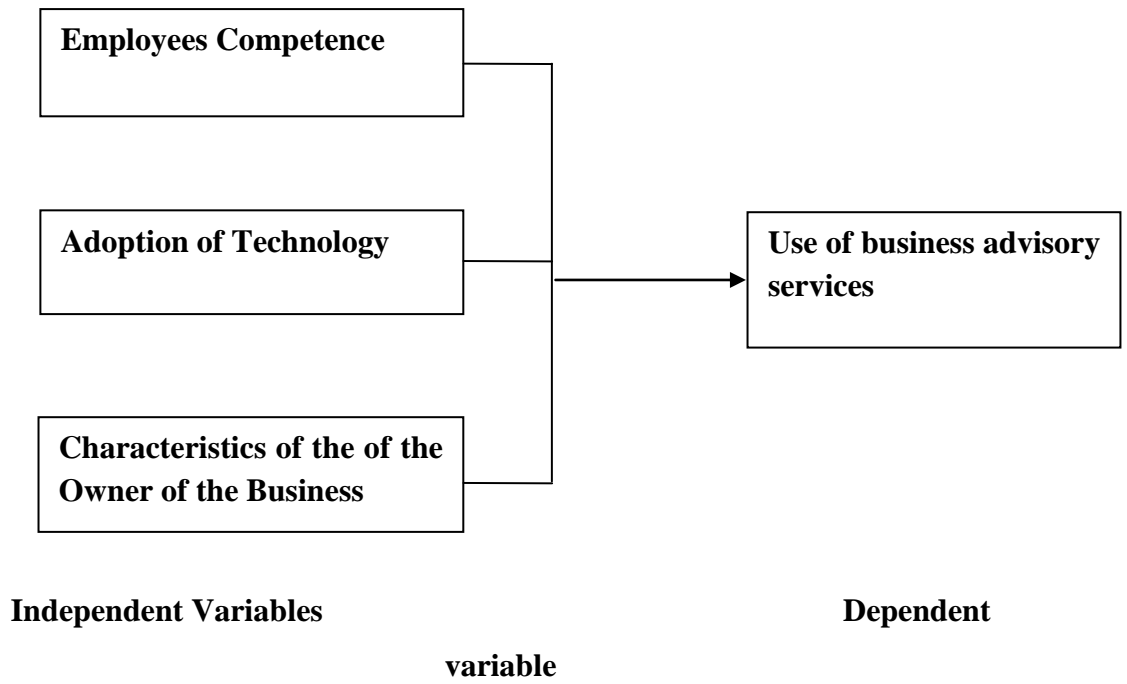 Employees Competence
Adoption of Technology
Use of business advisory
services
Characteristics of the of the
Owner of the Business
Independent Variables
Dependent
variable